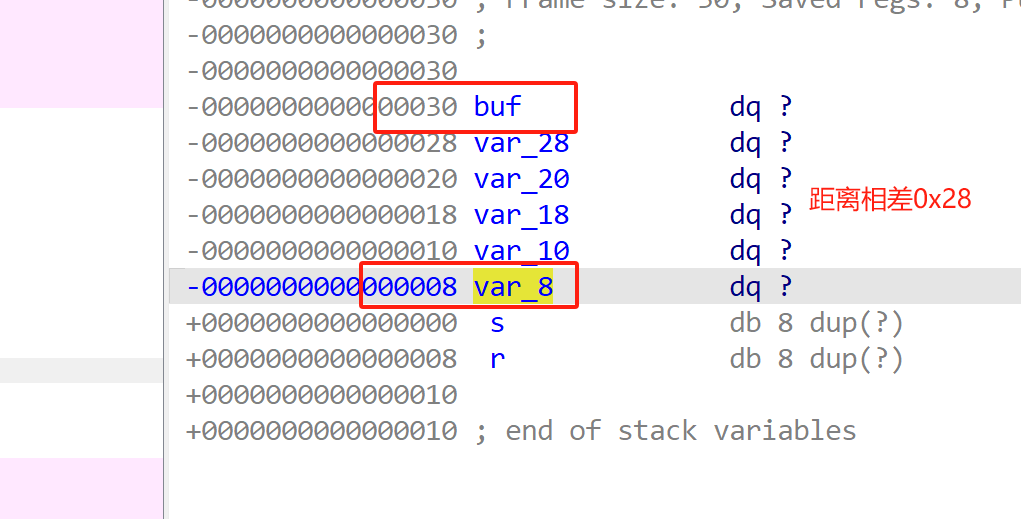 -0000000000000030 ; frame size: 30; Saved regs: 8;
-0000000000000030 ;
-0000000000000030
-0000000000000030 buf dq ?
-0000000000000028 var_28 dq ?
-0000000000000020 var_20 dq ?
距离相差0x28
-0000000000000018 var_18 dq ?
-0000000000000010 var_10 dq ?
-0000000000000008 var_8 dq ?
+0000000000000000 s db 8 dup(?)
+0000000000000008 r db 8 dup(?)
+0000000000000010
+0000000000000010 ; end of stack variables